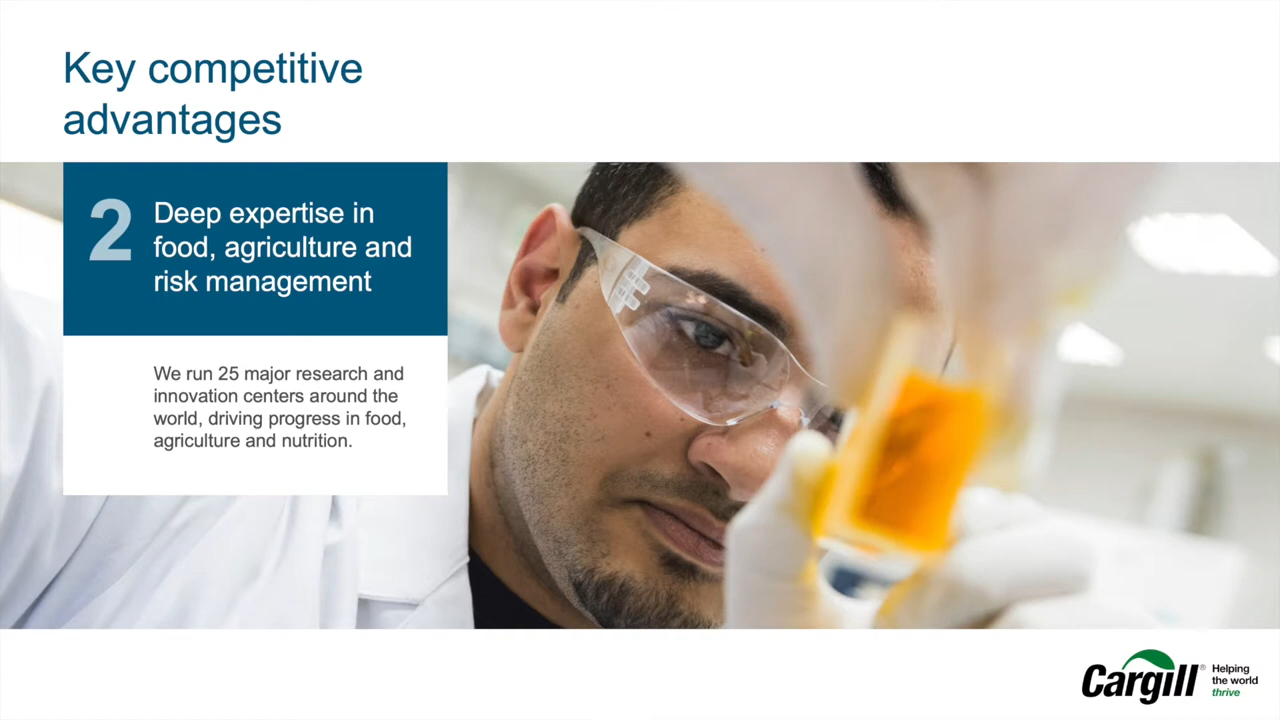 Key competitive
advantages
2
Deep expertise in
food, agriculture and
risk management
We run 25 major research and
innovation centers around the
world, driving progress in food,
agriculture and nutrition.
Cargill®
Helping
the world
thrive